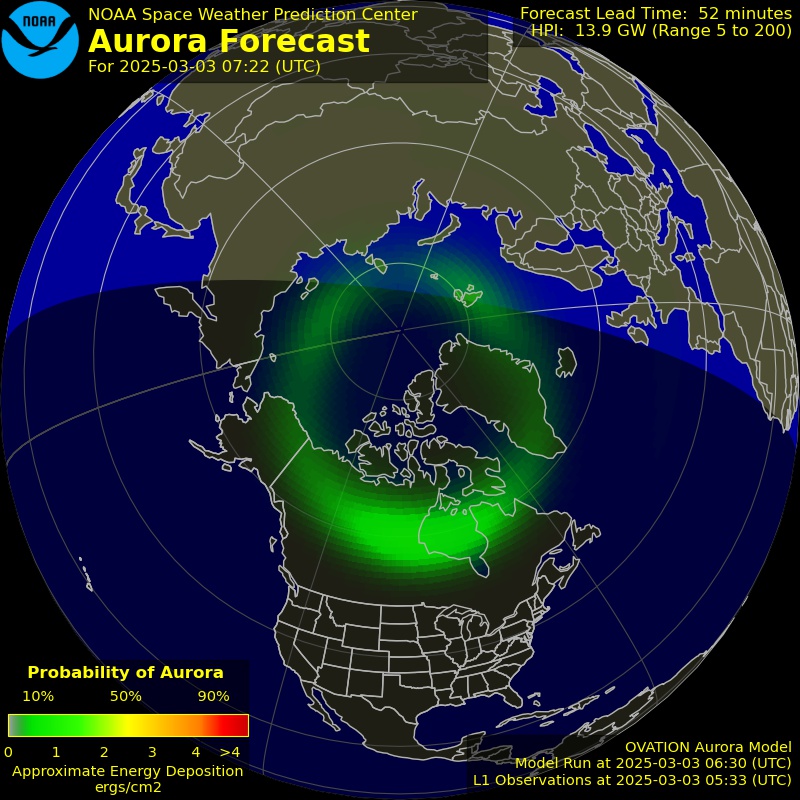 NOAA
NOAA Space Weather Prediction Center
Aurora Forecast
For 2025-03-03 07:22 (UTC)
Forecast Lead Time:  52 minutes
HPI:  13.9 GW (Range 5 to 200)
Probability of Aurora
10% 50% 90%
0 1 2 3 4 >4
Approximate Energy Deposition
ergs/cm2
OVATION Aurora Model
Model Run at 2025-03-03 06:30 (UTC)
L1 Observations at 2025-03-03 05:33 (UTC)